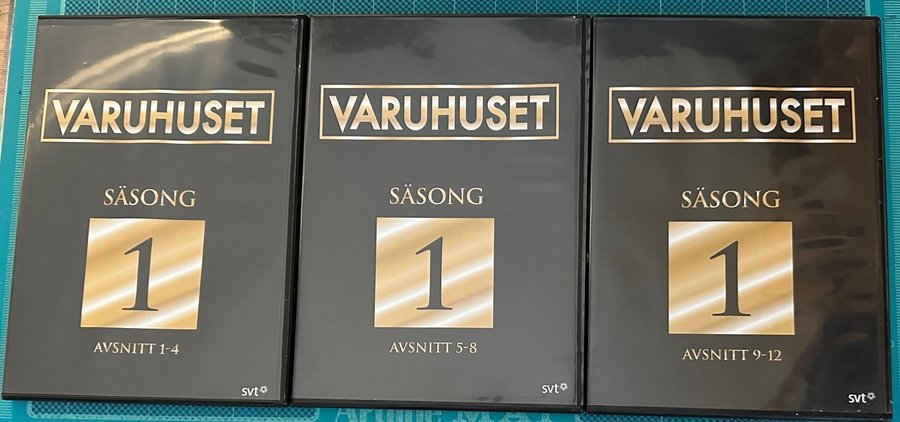 VARUHUSET
SÄSONG
1
AVSNITT 1-4
svt
VARUHUSET
SÄSONG
1
AVSNITT 5-8
svt
VARUHUSET
SÄSONG
1
AVSNITT 9-12
svt